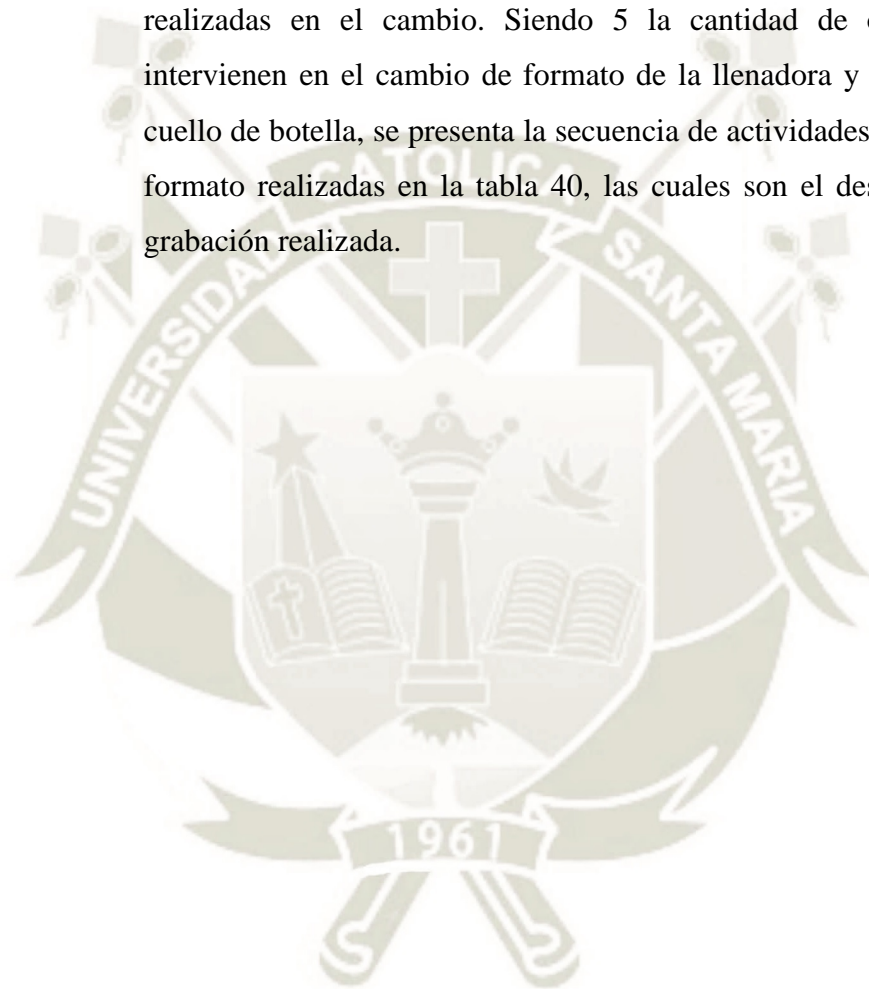 realizadas en el cambio. Siendo 5 la cantidad de
intervienen en el cambio de formato de la llenadora y
cuello de botella, se presenta la secuencia de actividades
formato realizadas en la tabla 40, las cuales son el
grabación realizada.
CATOLICA
UNIVERSIDAD
SANTA MARIA
1961